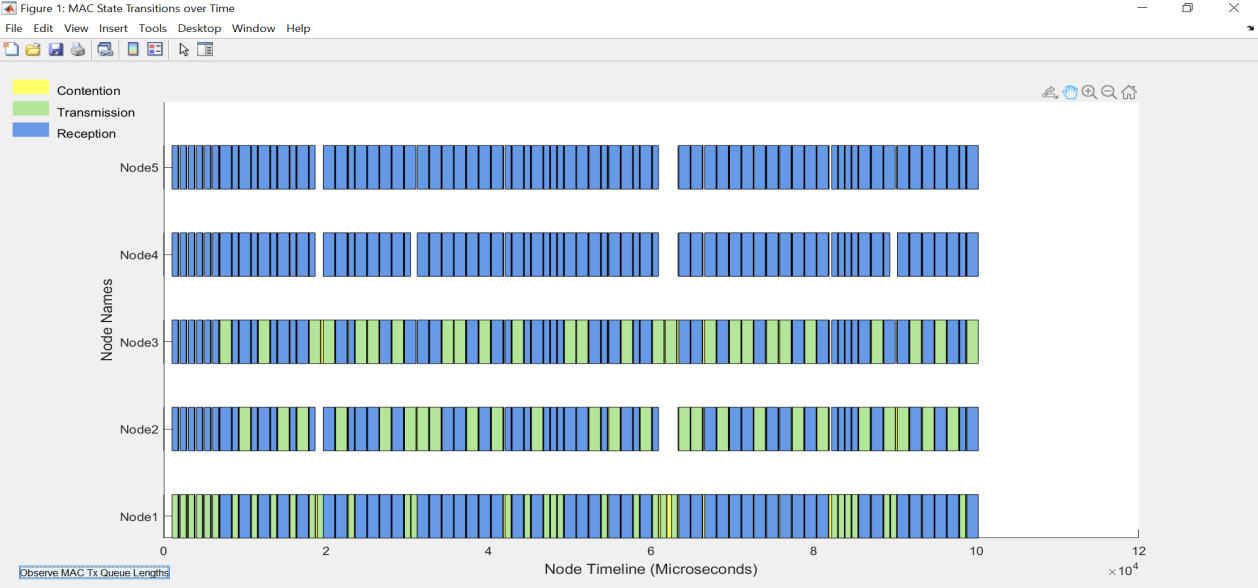 Figure 1: MAC State Transitions over Time
File Edit View Insert Tools Desktop Window Help
Contention
Transmission
Reception
Node5
Node4
Node3
Node2
Node1
Node Names
0 2 4 6 8 10 12
×10^4
Node Timeline (Microseconds)
Observe MAC Tx Queue Lengths